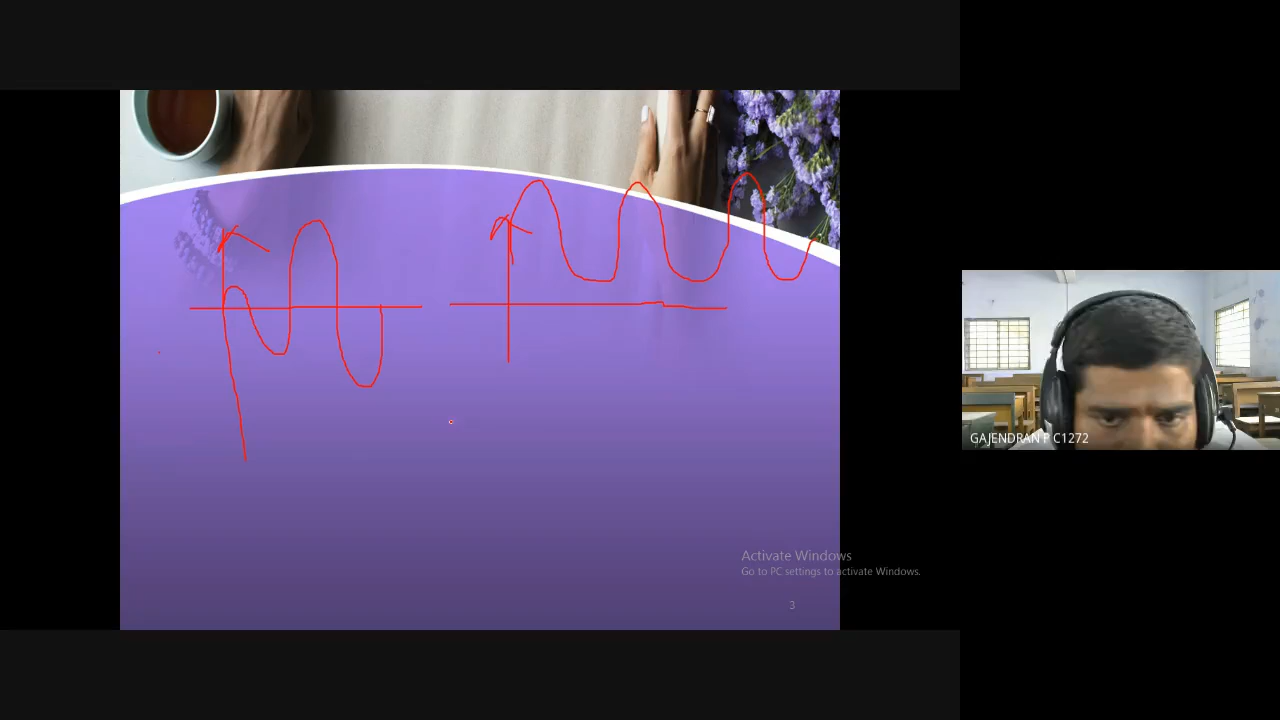 GAJENDRAN P C1272
Activate Windows
Go to PC settings to activate Windows.
3